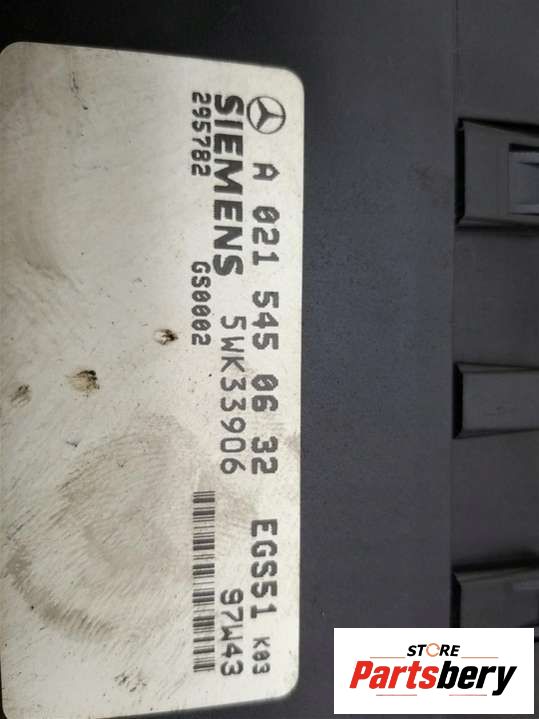 A 021 545 06 32 EGS51 K03
SIEMENS 5WK33906 97W43
295782 GS0002
STORE
Partsbery